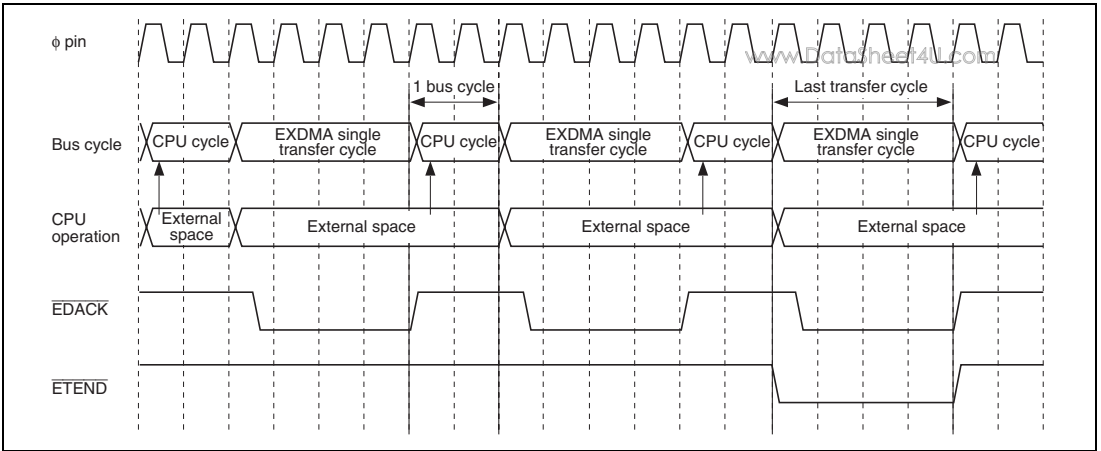 φ pin
www.DataSheet4U.com
1 bus cycle
Last transfer cycle
Bus cycle
CPU cycle
EXDMA single
transfer cycle
CPU cycle
EXDMA single
transfer cycle
CPU cycle
EXDMA single
transfer cycle
CPU cycle
CPU
operation
External
space
External space
External space
External space
EDACK
ETEND